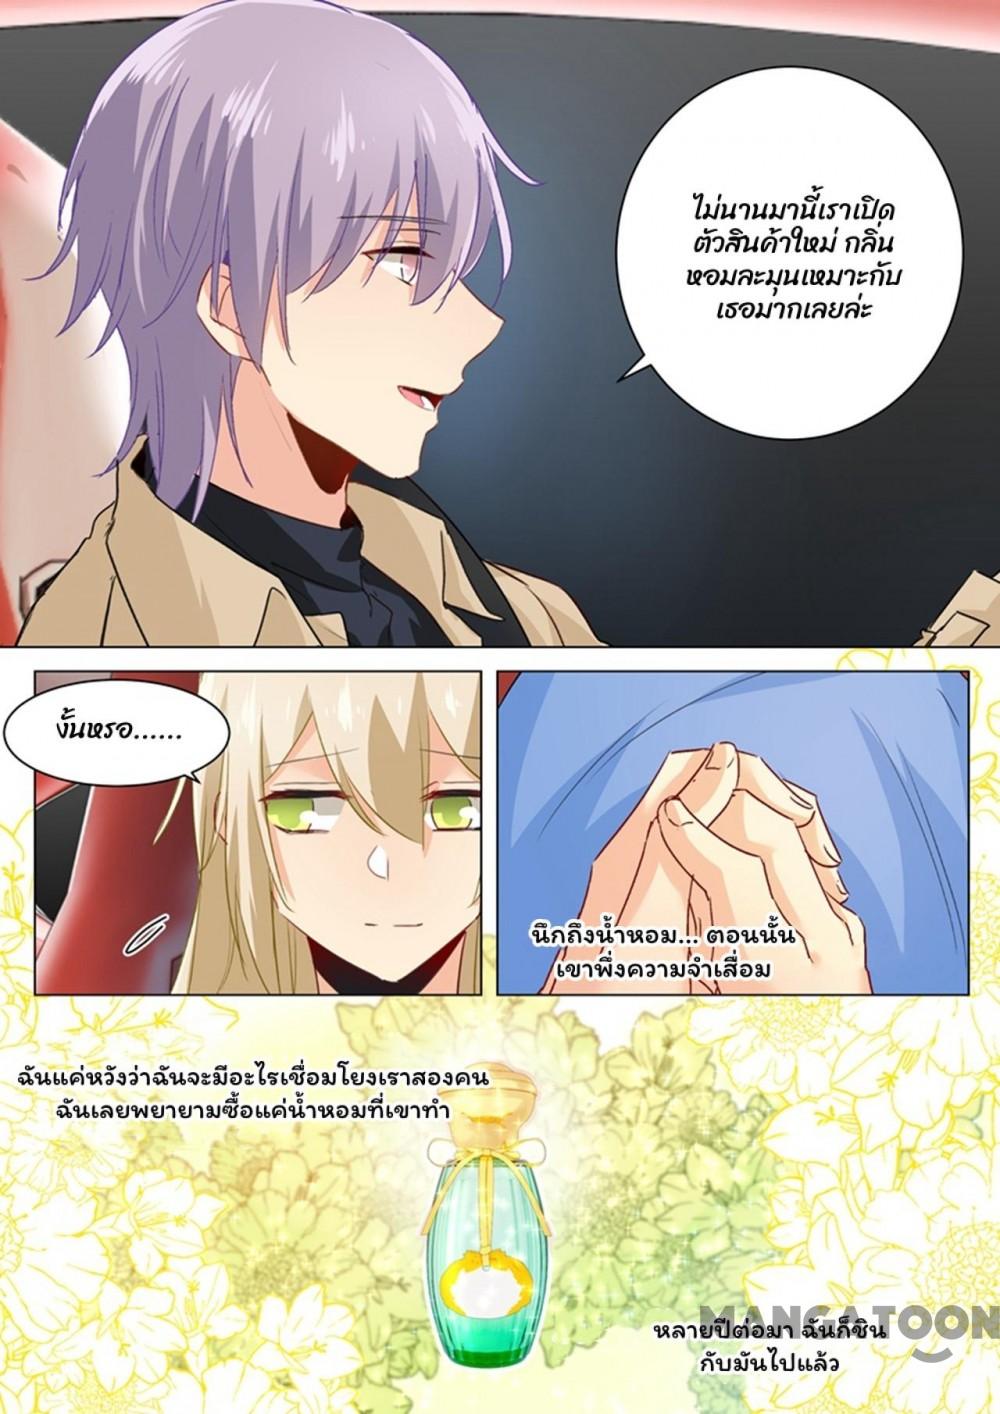 ไม่นานมานี้เราเปิด
ตัวสินค้าใหม่ กลิ่น
หอมละมุนเหมาะกับ
เธอมากเลยล่ะ
งั้นหรอ......
นึกถึงน้ำหอม... ตอนนั้น
เขาพึ่งความจำเสื่อม
ฉันแค่หวังว่าฉันจะมีอะไรเชื่อมโยงเราสองคน
ฉันเลยพยายามซื้อแค่น้ำหอมที่เขาทำ
MANGATOON
หลายปีต่อมา ฉันก็ชิน
กับมันไปแล้ว